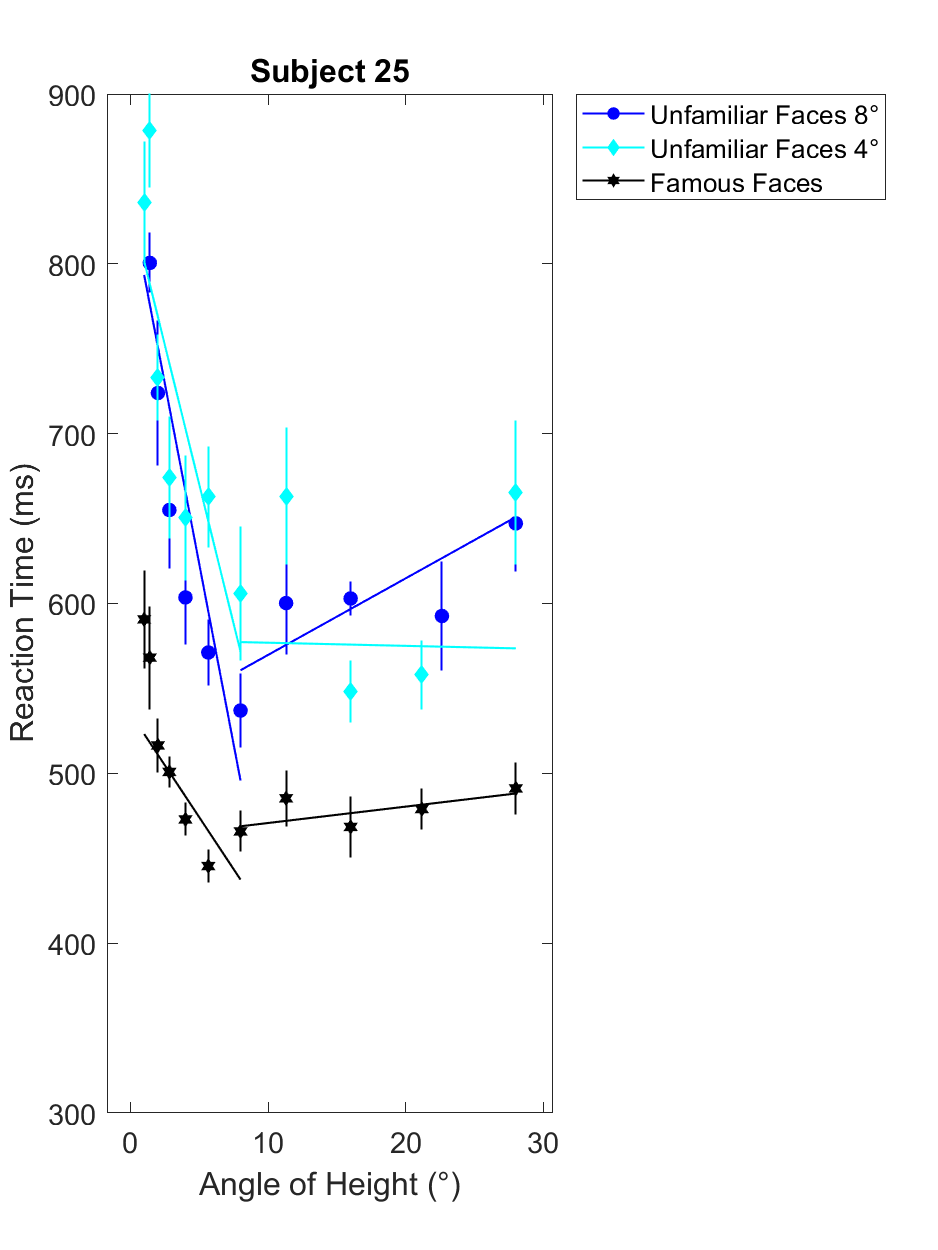 Subject 25
900
800
700
600
500
400
300
Reaction Time (ms)
0 10 20 30
Angle of Height (°)
Unfamiliar Faces 8°
Unfamiliar Faces 4°
Famous Faces